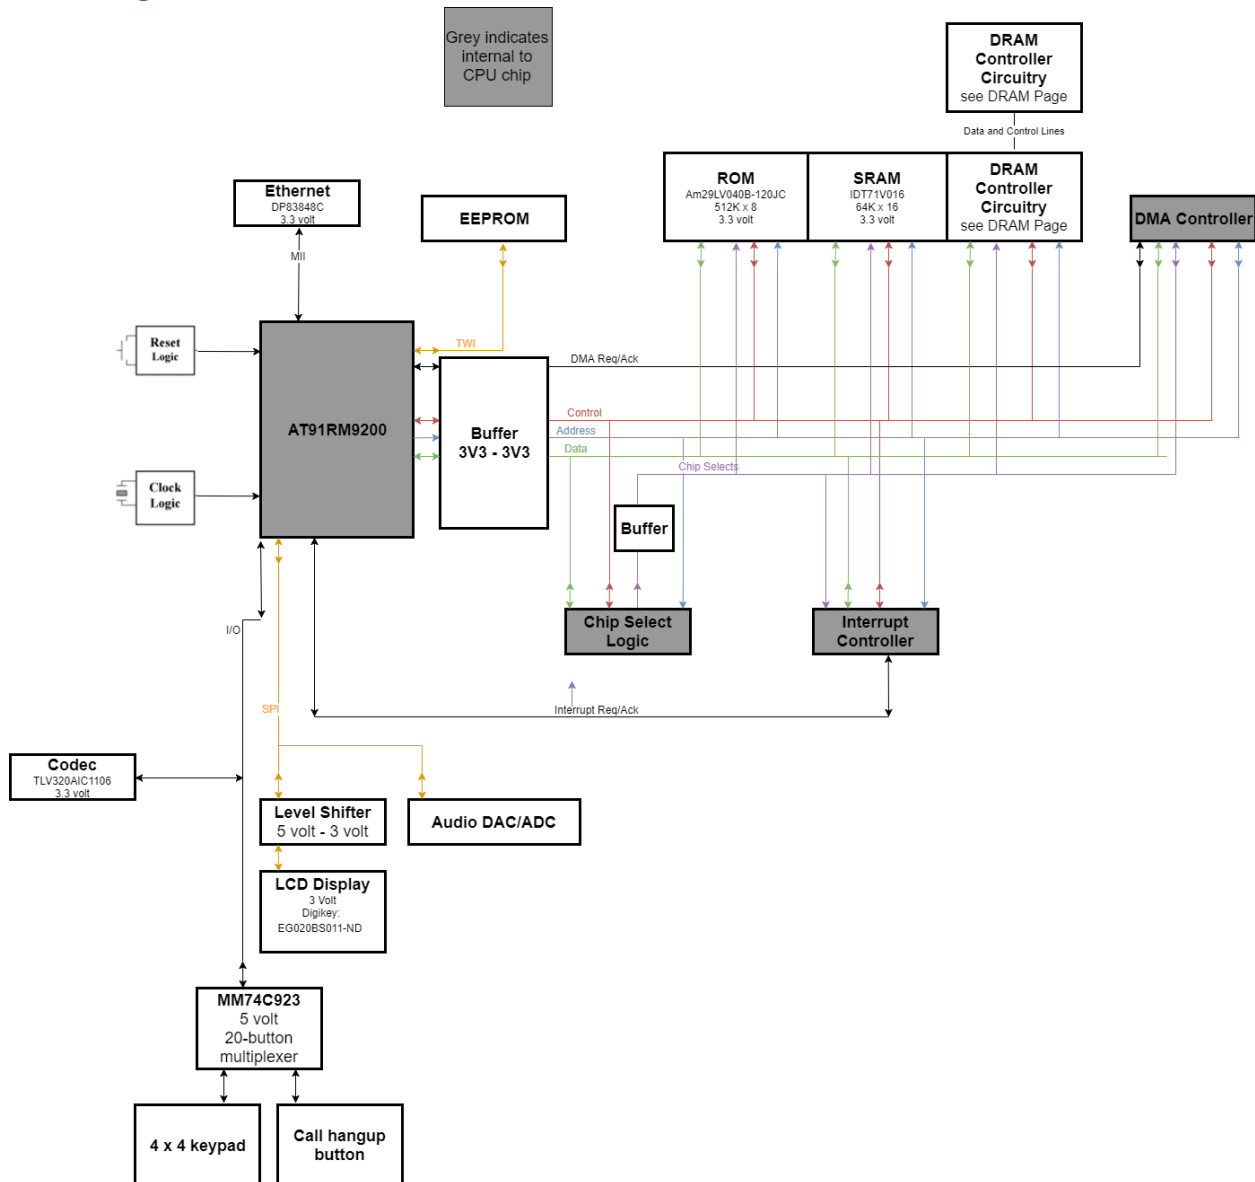 Grey indicates
internal to
CPU chip
DRAM
Controller
Circuitry
see DRAM Page
Data and Control Lines
Ethernet
DP83848C
3.3 volt
EEPROM
ROM
Am29LV040B-120JC
512K x 8
3.3 volt
SRAM
IDT71V016
64K x 16
3.3 volt
DRAM
Controller
Circuitry
see DRAM Page
DMA Controller
MII
Reset
Logic
TWI
DMA Req/Ack
AT91RM9200
Buffer
3V3 - 3V3
Control
Address
Data
Chip Selects
Clock
Logic
Buffer
Chip Select
Logic
Interrupt
Controller
I/O
SPI
Interrupt Req/Ack
Codec
TLV320AIC1106
3.3 volt
Level Shifter
5 volt - 3 volt
Audio DAC/ADC
LCD Display
3 Volt
Digikey:
EG020BS011-ND
MM74C923
5 volt
20-button
multiplexer
4 x 4 keypad
Call hangup
button